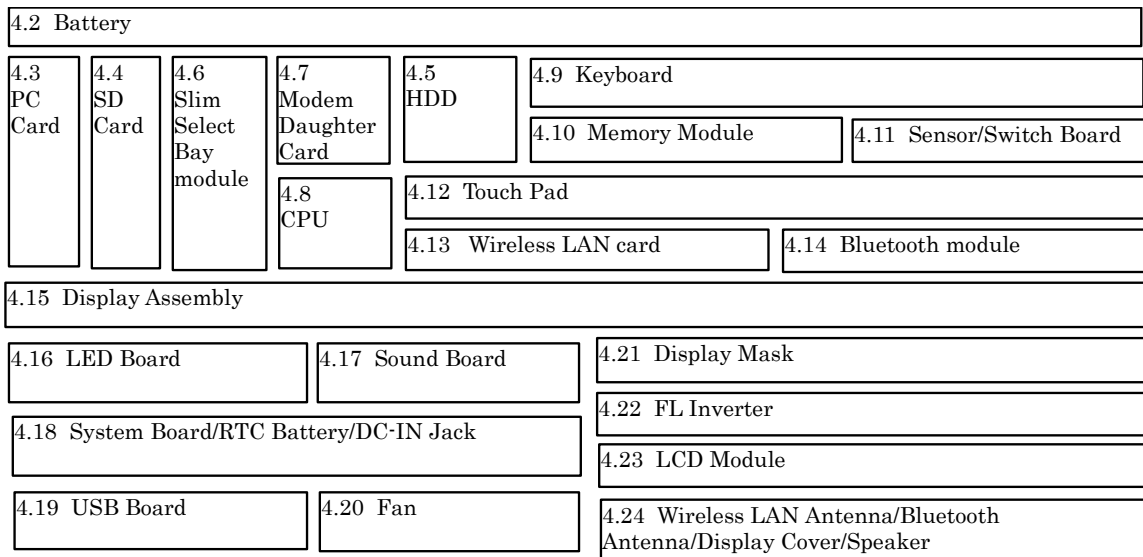 4.2 Battery
4.3
PC
Card
4.4
SD
Card
4.6
Slim
Select
Bay
module
4.7
Modem
Daughter
Card
4.5
HDD
4.9 Keyboard
4.10 Memory Module
4.11 Sensor/Switch Board
4.8
CPU
4.12 Touch Pad
4.13 Wireless LAN card
4.14 Bluetooth module
4.15 Display Assembly
4.16 LED Board
4.17 Sound Board
4.18 System Board/RTC Battery/DC-IN Jack
4.19 USB Board
4.20 Fan
4.21 Display Mask
4.22 FL Inverter
4.23 LCD Module
4.24 Wireless LAN Antenna/Bluetooth
Antenna/Display Cover/Speaker